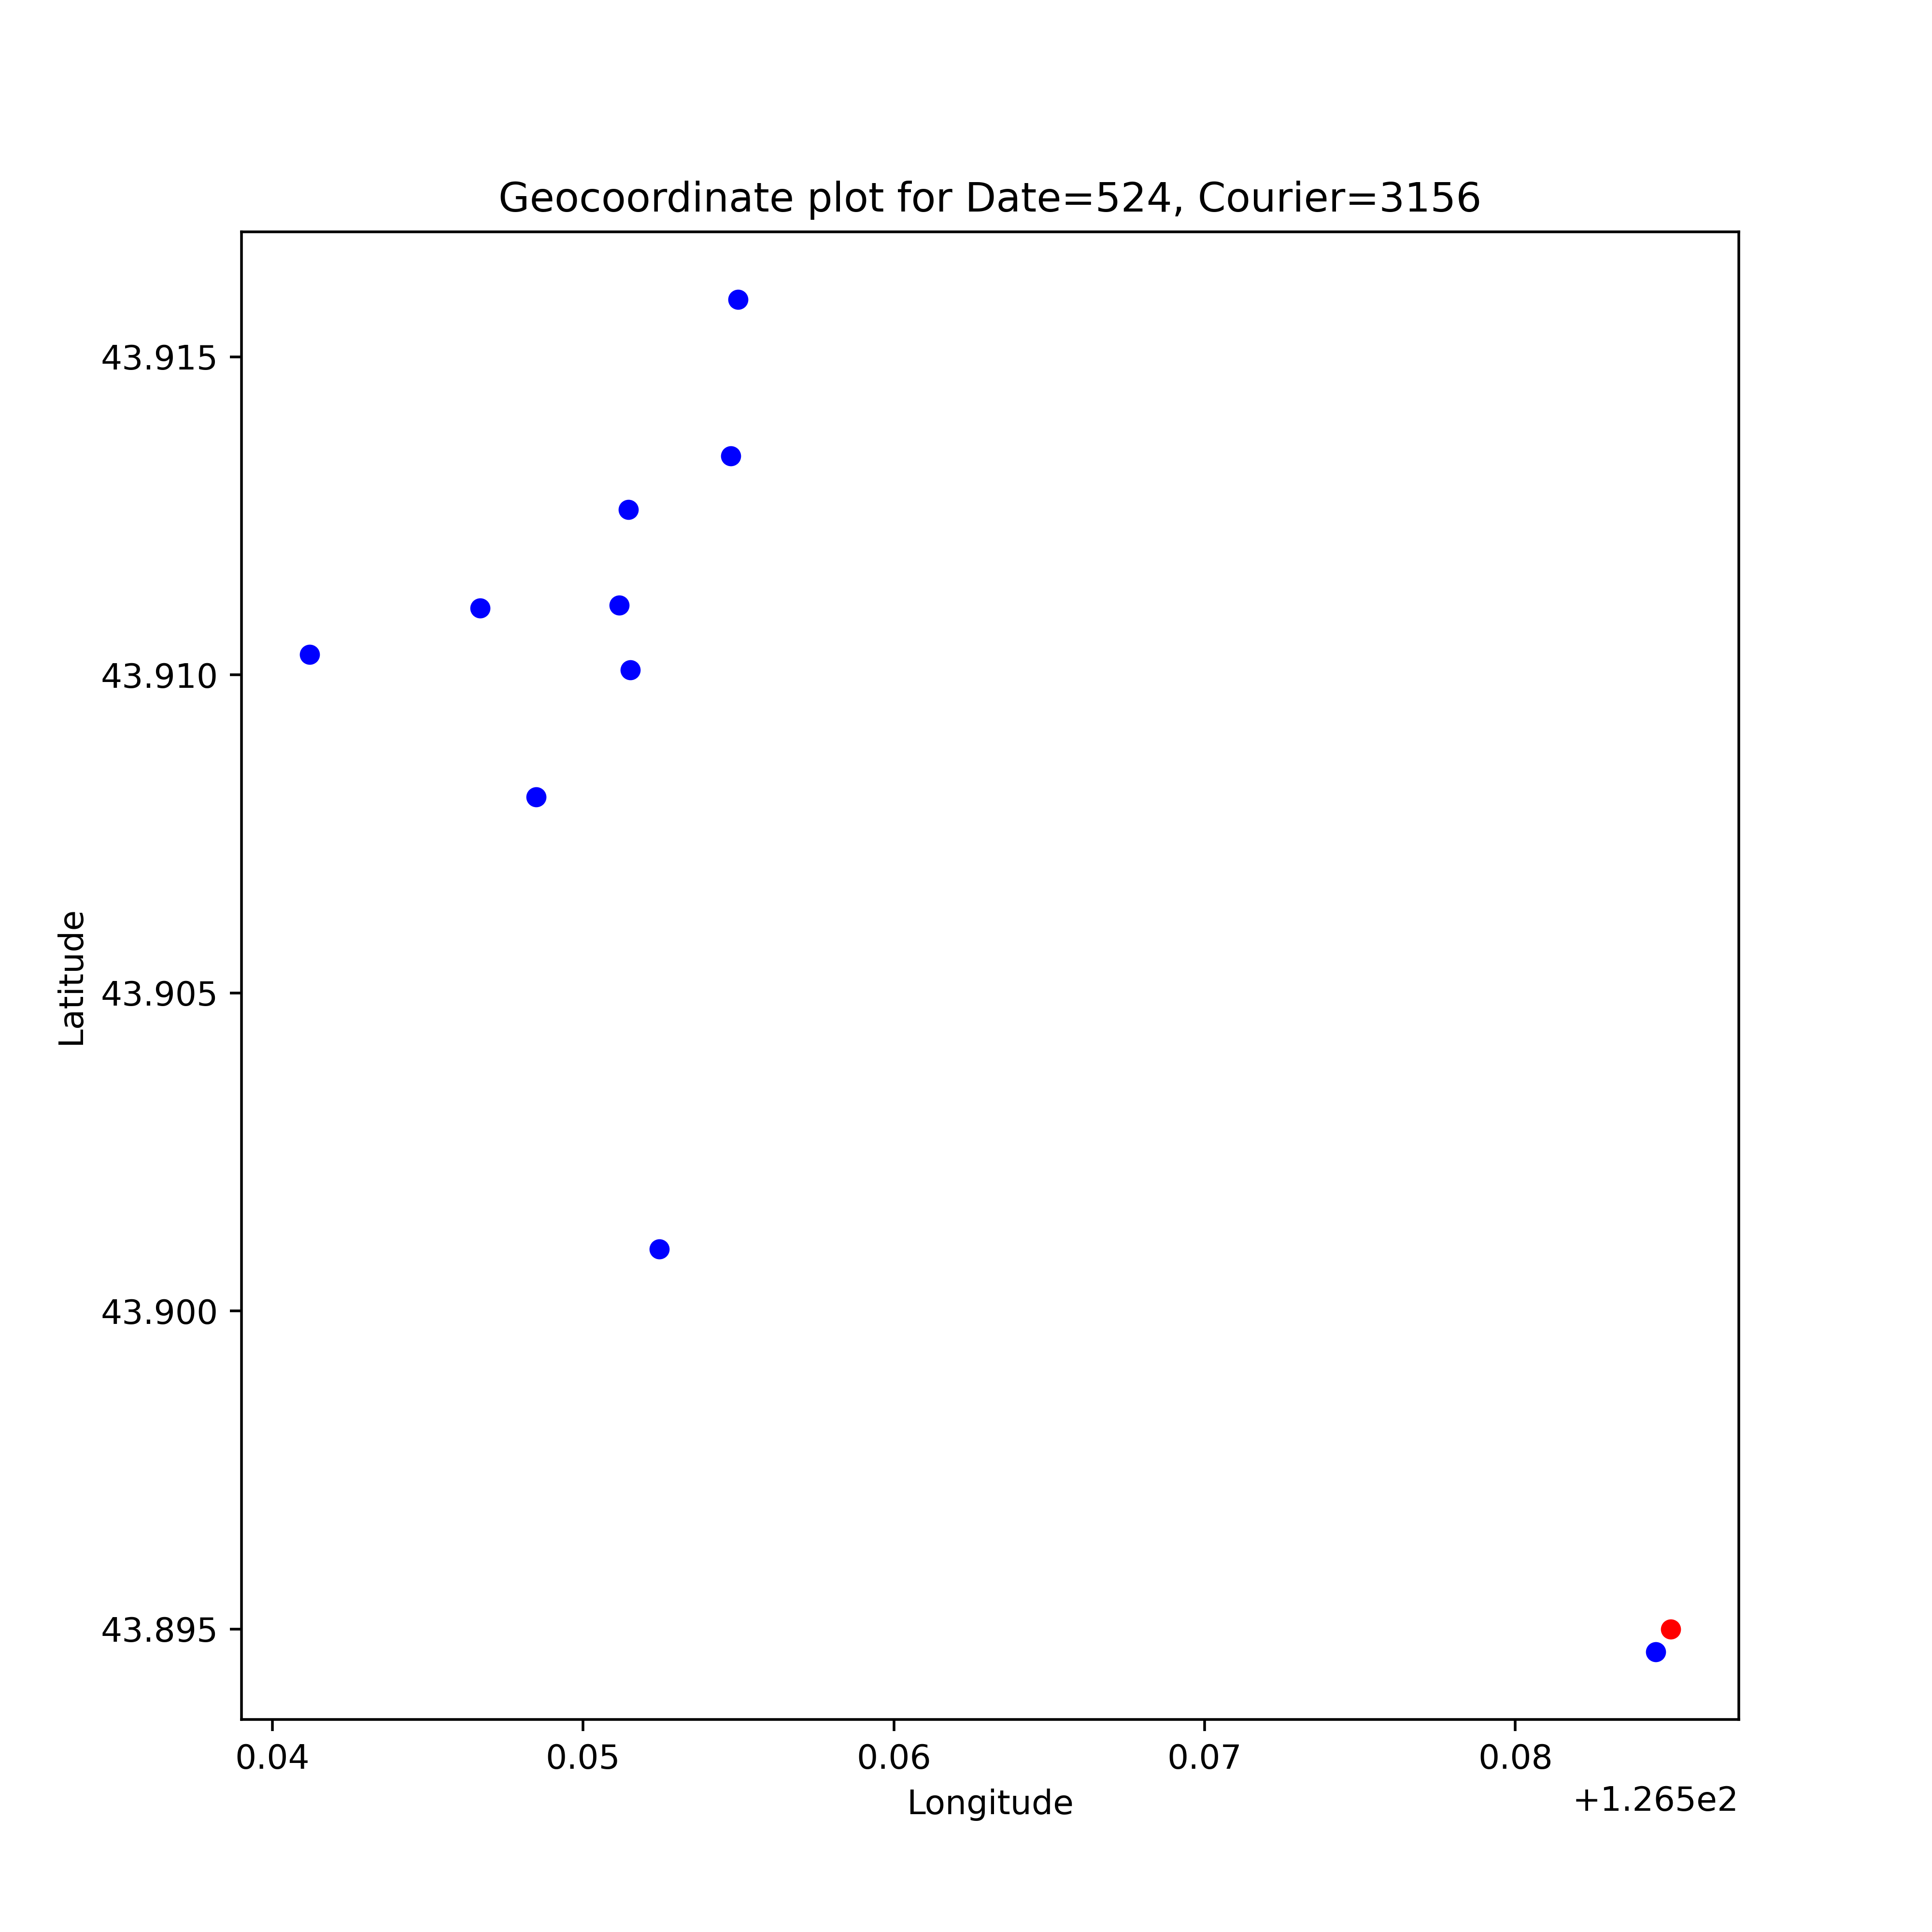 Geocoordinate plot for Date=524, Courier=3156
43.915
43.910
43.905
43.900
43.895
Latitude
0.04 0.05 0.06 0.07 0.08
+1.265e2
Longitude